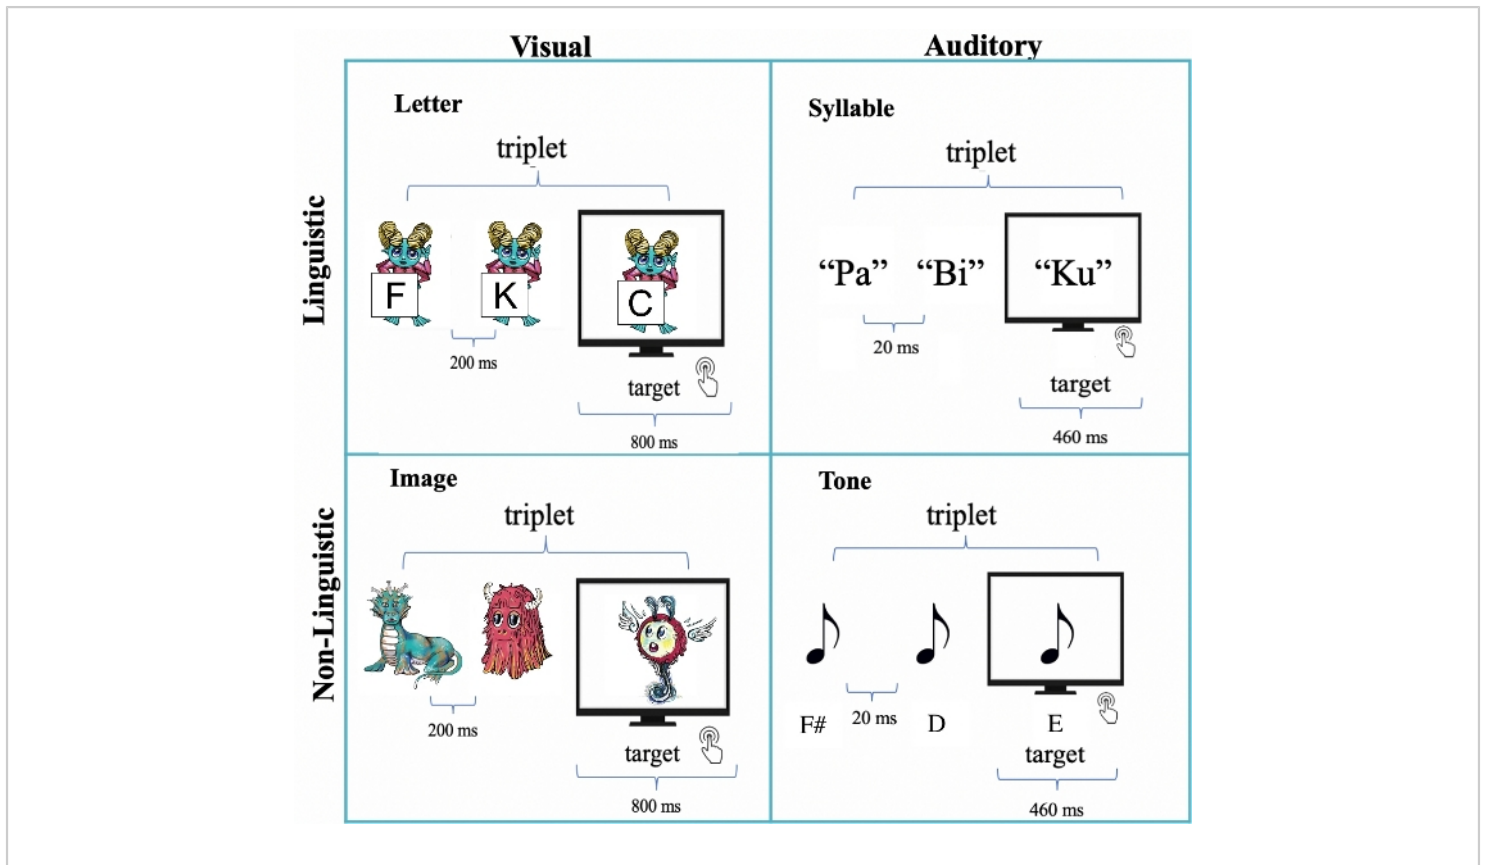 Visual
Auditory
Linguistic
Letter
triplet
F
K
C
200 ms
target
800 ms
Syllable
triplet
“Pa” “Bi” “Ku”
20 ms
target
460 ms
Non-Linguistic
Image
triplet
200 ms
target
800 ms
Tone
triplet
F# 20 ms D E
target
460 ms